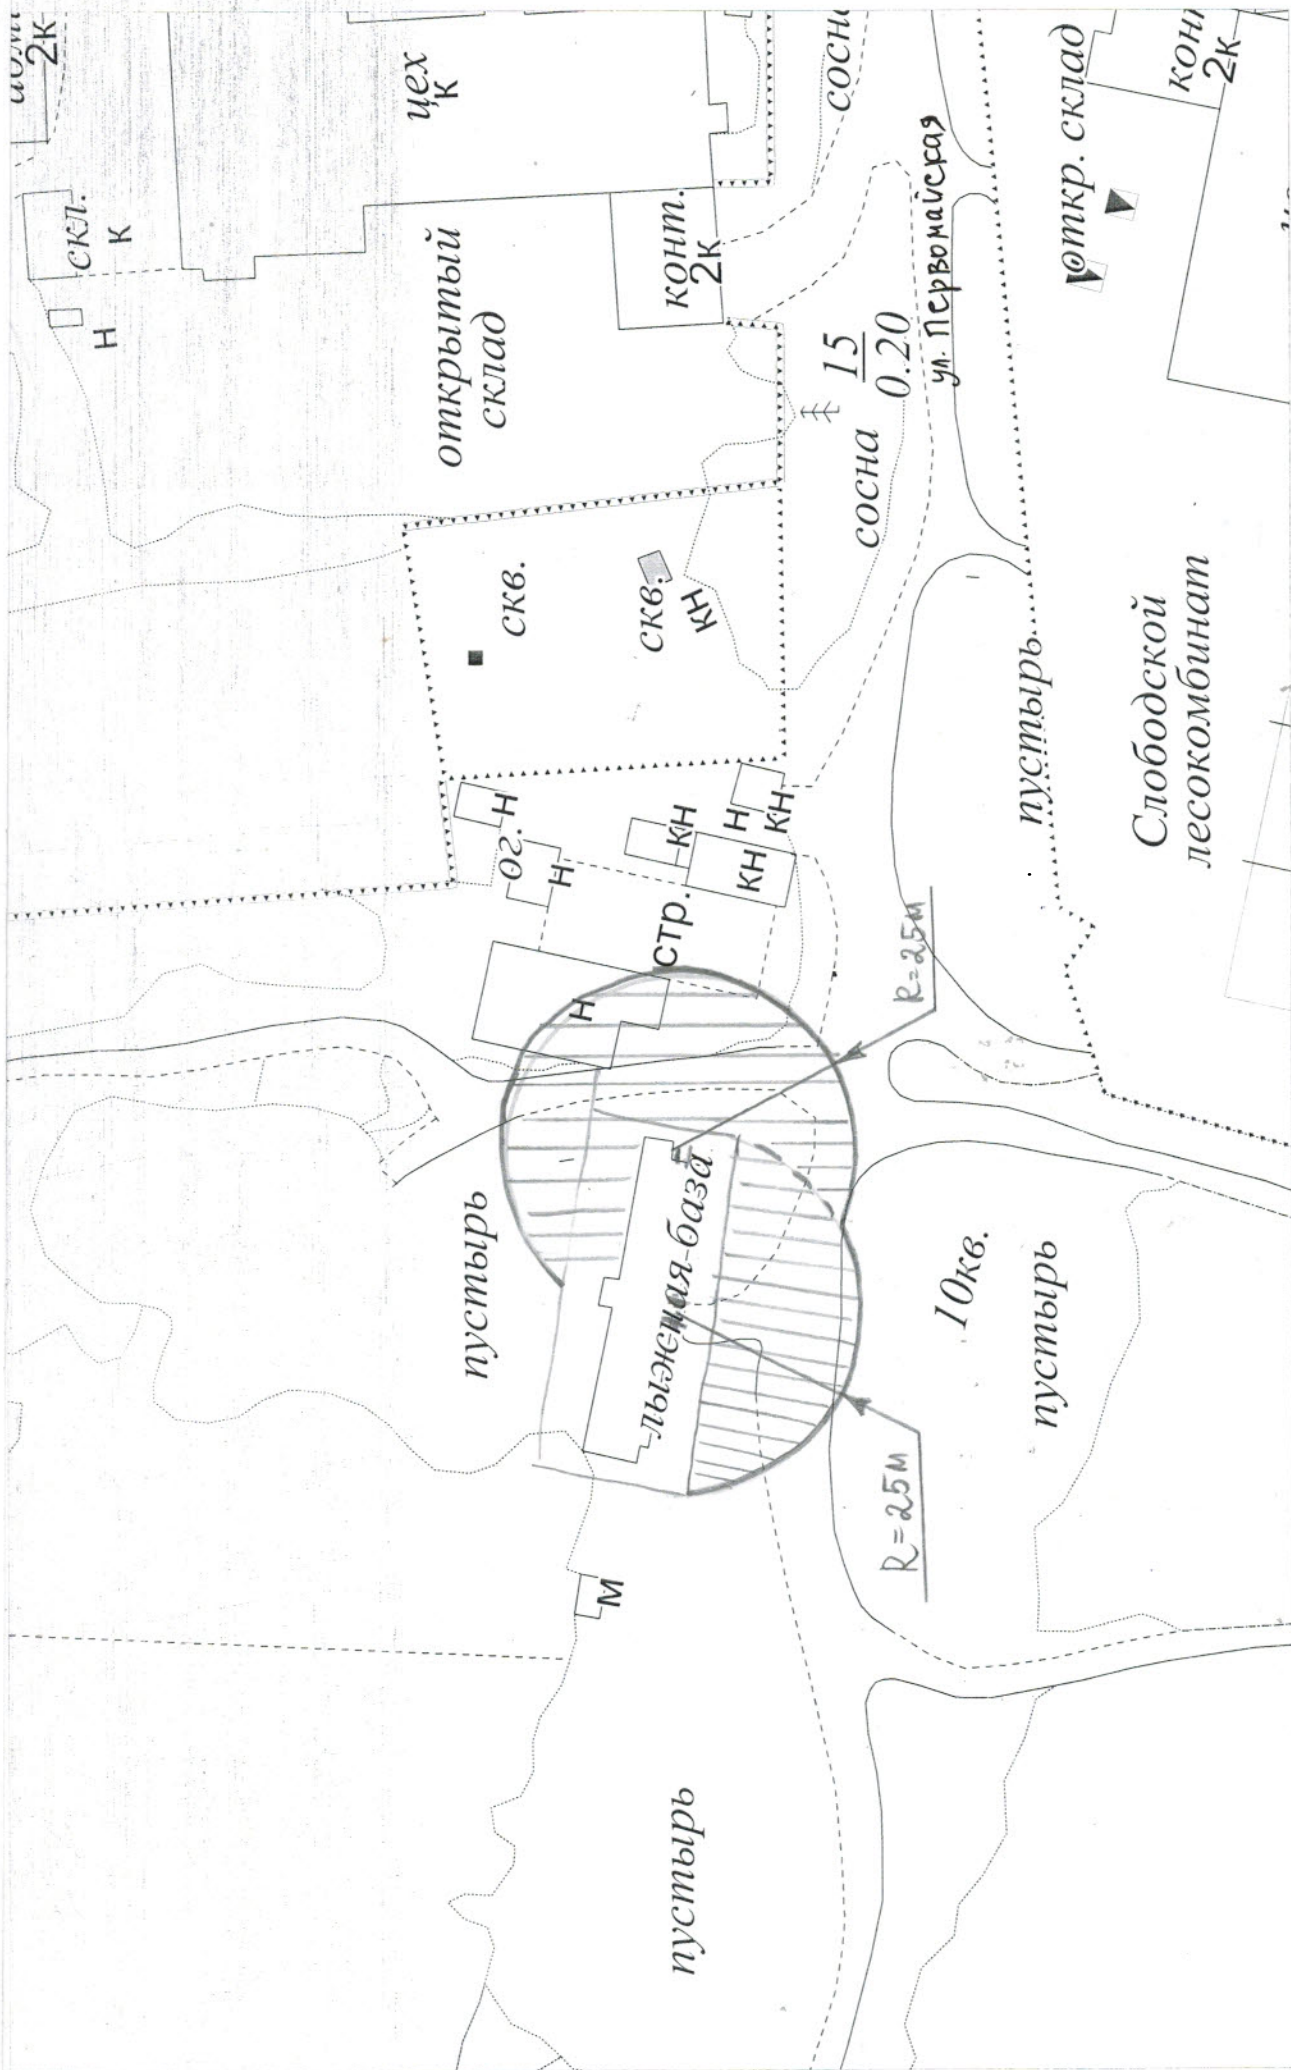 2к
скл.
к
н
цех
к
открытый
склад
конт.
2к
сосна
15
0.20
ул. Первомайская
откр. склад
2к
скв.
скв.
кн
сосна
пустырь
Слободской
лесокомбинат
н
ог.
н
кн
н
кн
кн
стр.
н
R=25м
пустырь
лыжная база
10кв.
пустырь
R=25м
м
пустырь